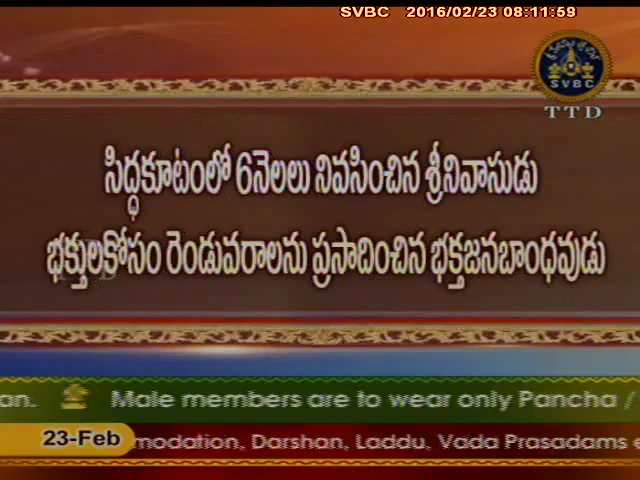 SVBC 2016/02/23 08:11:59
SVBC
TTD
సిద్ధకూటంలో 6నెలలు నివసించిన శ్రీనివాసుడు
భక్తులకోసం రెండువరాలను ప్రసాదించిన భక్తజనబాంధవుడు
an. Male members are to wear only Pancha /
23-Feb modation, Darshan, Laddu, Vada Prasadams e